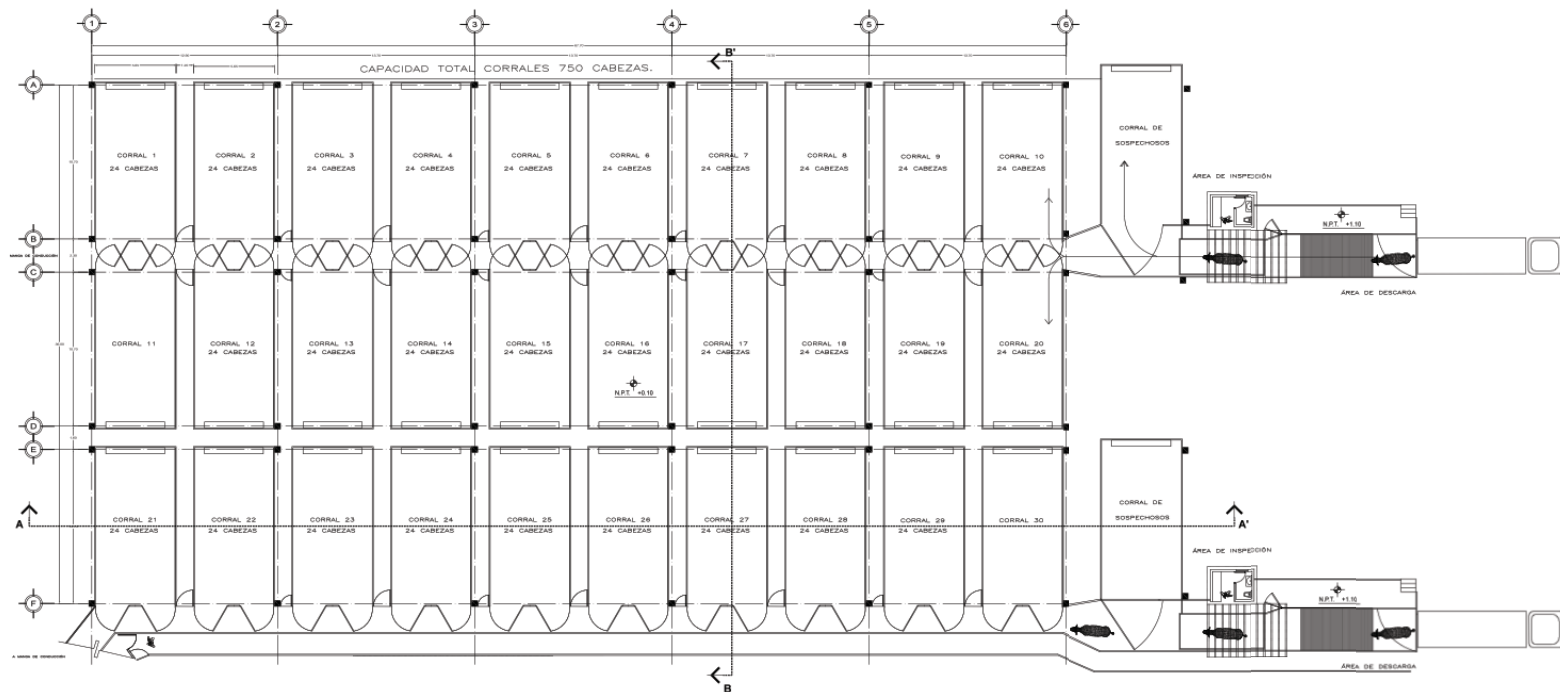 1 2 3 4 5 6
B'
CAPACIDAD TOTAL CORRALES 750 CABEZAS.
A
CORRAL 1
24 CABEZAS
CORRAL 2
24 CABEZAS
CORRAL 3
24 CABEZAS
CORRAL 4
24 CABEZAS
CORRAL 5
24 CABEZAS
CORRAL 6
24 CABEZAS
CORRAL 7
24 CABEZAS
CORRAL 8
24 CABEZAS
CORRAL 9
24 CABEZAS
CORRAL 10
24 CABEZAS
CORRAL DE
SOSPECHOSOS
ÁREA DE INSPECCIÓN
N.P.T. +1.10
B
MANGA DE CONDUCCIÓN
C
ÁREA DE DESCARGA
CORRAL 11
CORRAL 12
24 CABEZAS
CORRAL 13
24 CABEZAS
CORRAL 14
24 CABEZAS
CORRAL 15
24 CABEZAS
CORRAL 16
24 CABEZAS
CORRAL 17
24 CABEZAS
CORRAL 18
24 CABEZAS
CORRAL 19
24 CABEZAS
CORRAL 20
24 CABEZAS
N.P.T. +0.10
D
E
CORRAL 21
24 CABEZAS
CORRAL 22
24 CABEZAS
CORRAL 23
24 CABEZAS
CORRAL 24
24 CABEZAS
CORRAL 25
24 CABEZAS
CORRAL 26
24 CABEZAS
CORRAL 27
24 CABEZAS
CORRAL 28
24 CABEZAS
CORRAL 29
24 CABEZAS
CORRAL 30
CORRAL DE
SOSPECHOSOS
A
A'
ÁREA DE INSPECCIÓN
N.P.T. +1.10
F
A MANGA DE CONDUCCIÓN
ÁREA DE DESCARGA
B